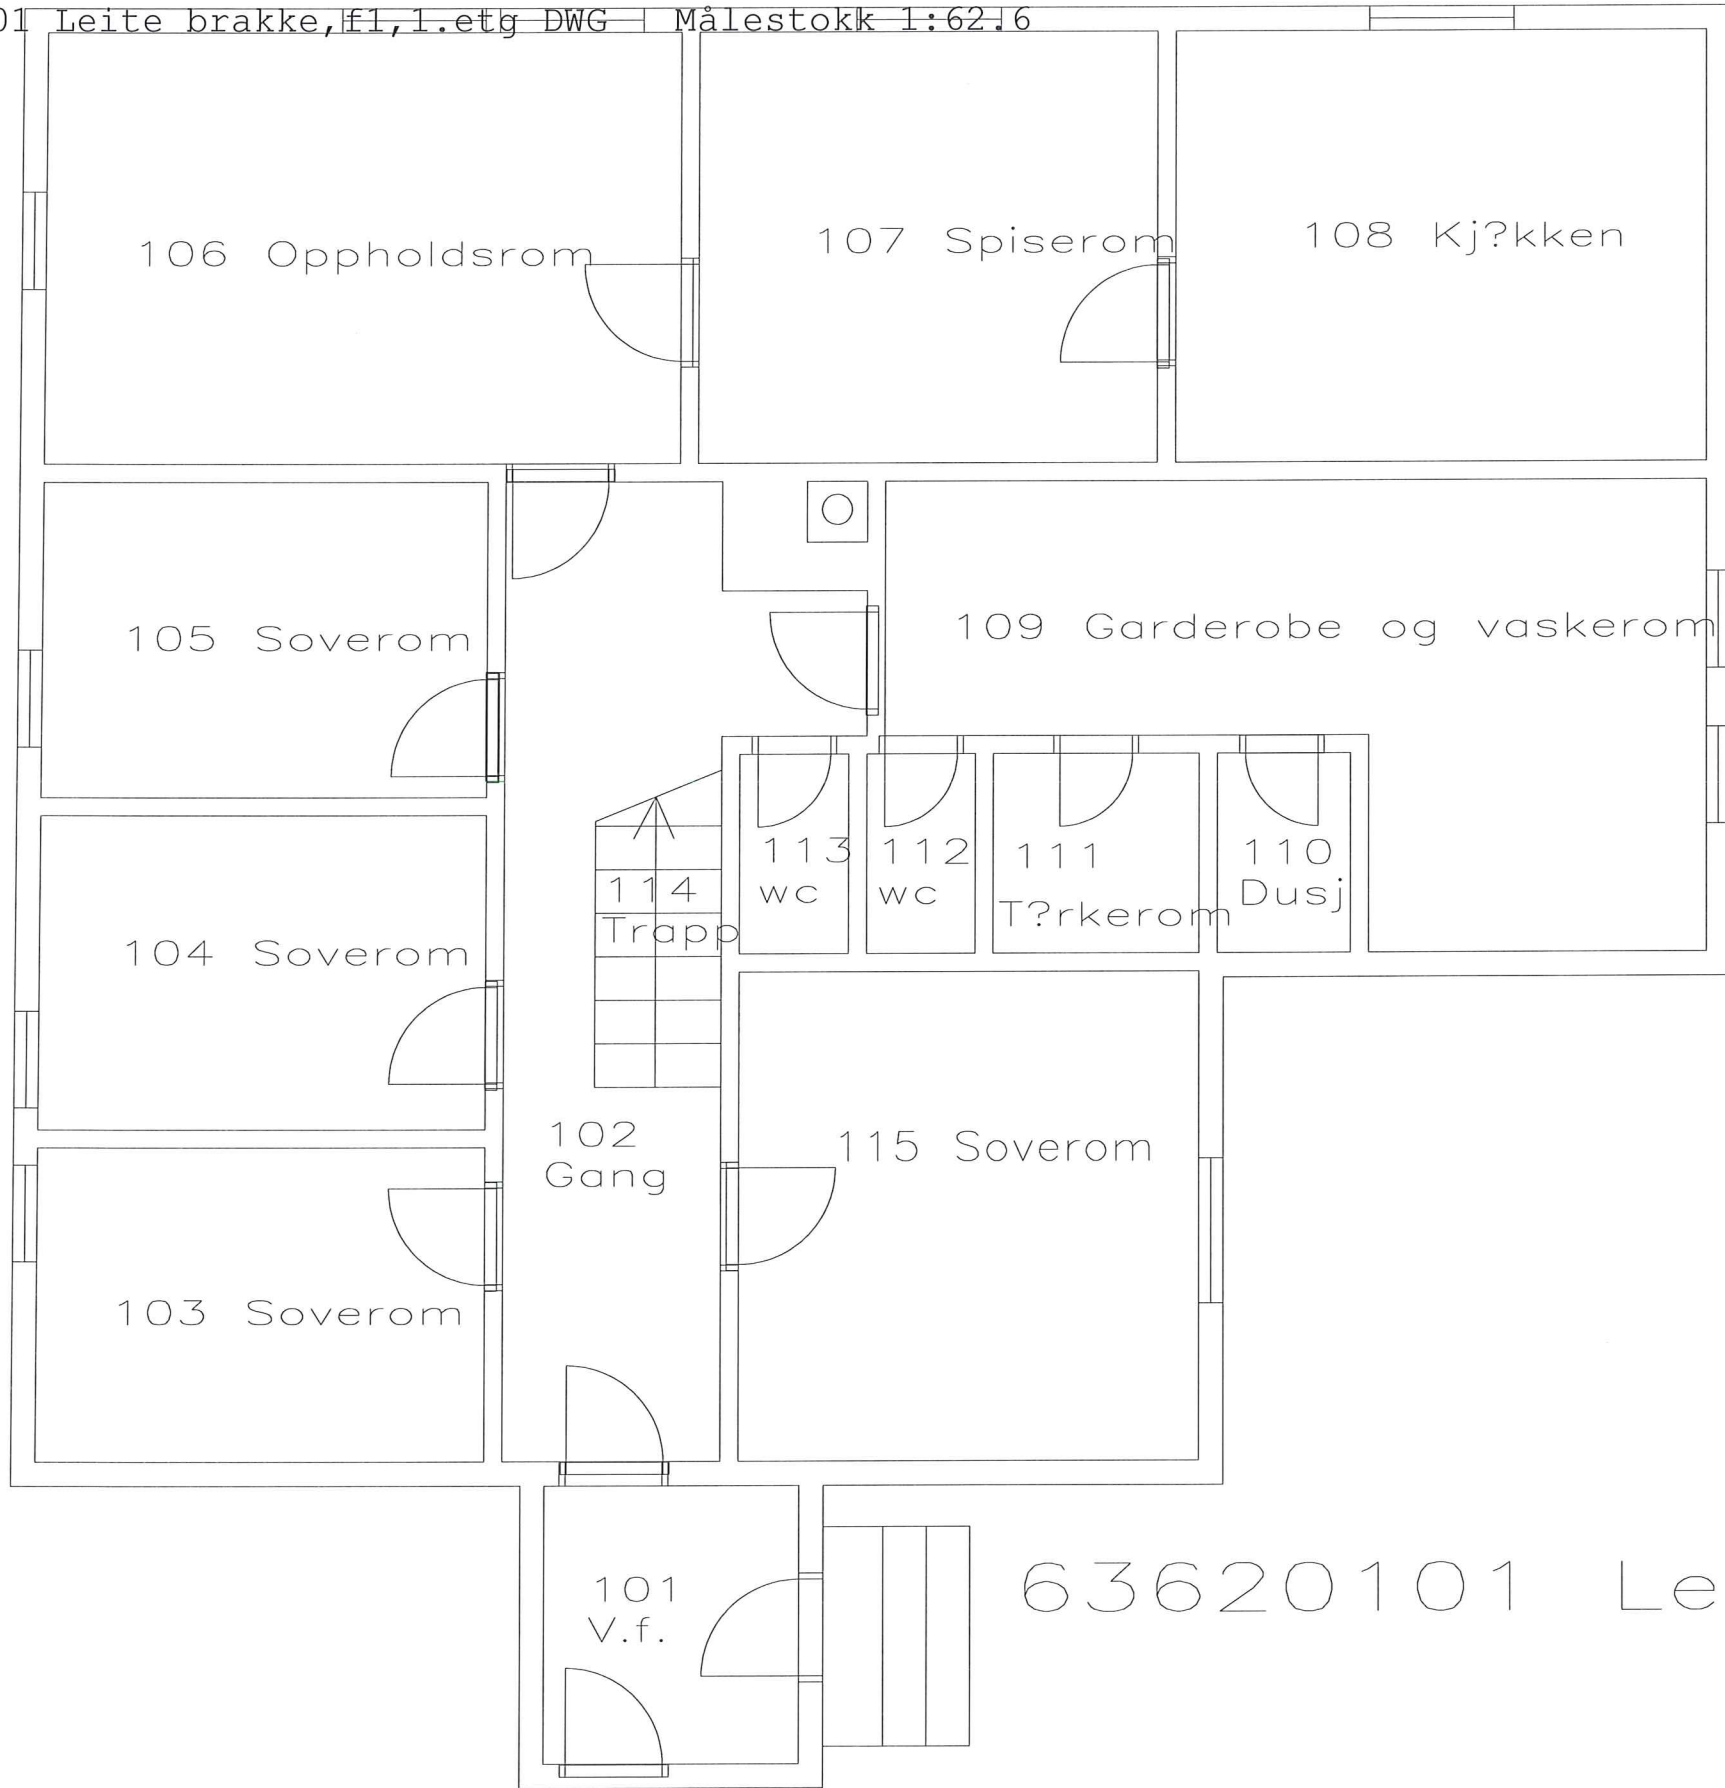 01 Leite brakke,f1,1.etg DWG | Målestokk 1:62.6
106 Oppholdsrom
107 Spiserom
108 Kj?kken
105 Soverom
109 Garderobe og vaskerom
113
wc
112
wc
111
T?rkerom
110
Dusj
114
Trapp
104 Soverom
102
Gang
115 Soverom
103 Soverom
101
V.f.
63620101 Le